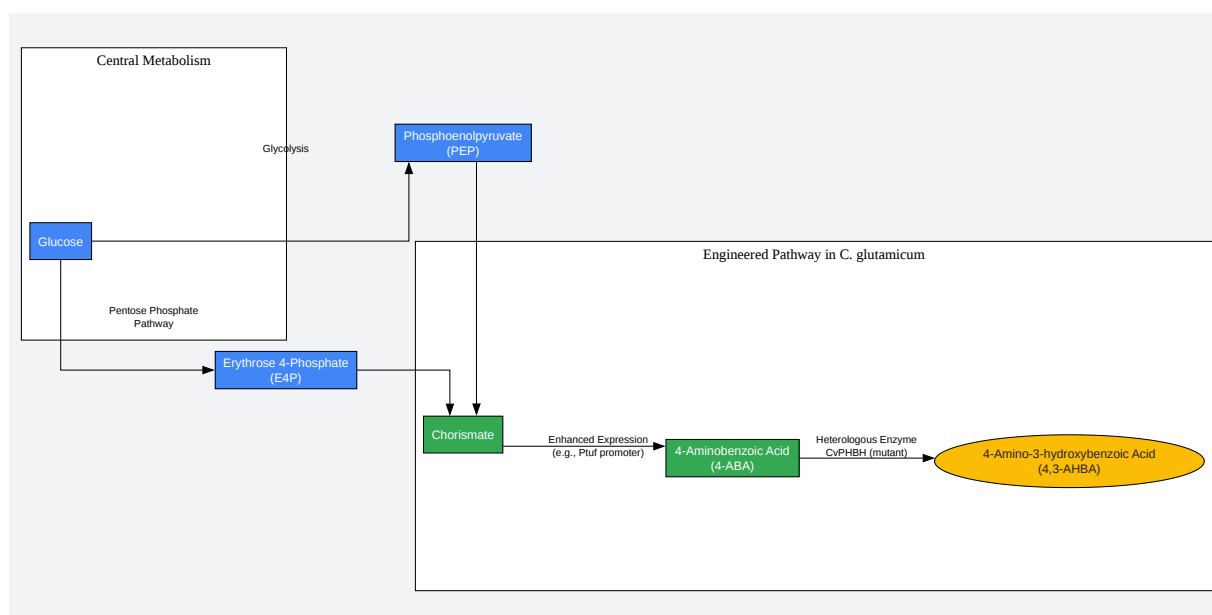 Central Metabolism
Phosphoenolpyruvate
(PEP)
Glycolysis
Glucose
Engineered Pathway in C. glutamicum
Pentose Phosphate
Pathway
Erythrose 4-Phosphate
(E4P)
Chorismate
Enhanced Expression
(e.g., Ptuf promoter)
4-Aminobenzoic Acid
(4-ABA)
Heterologous Enzyme
CvPHBH (mutant)
4-Amino-3-hydroxybenzoic Acid
(4,3-AHBA)